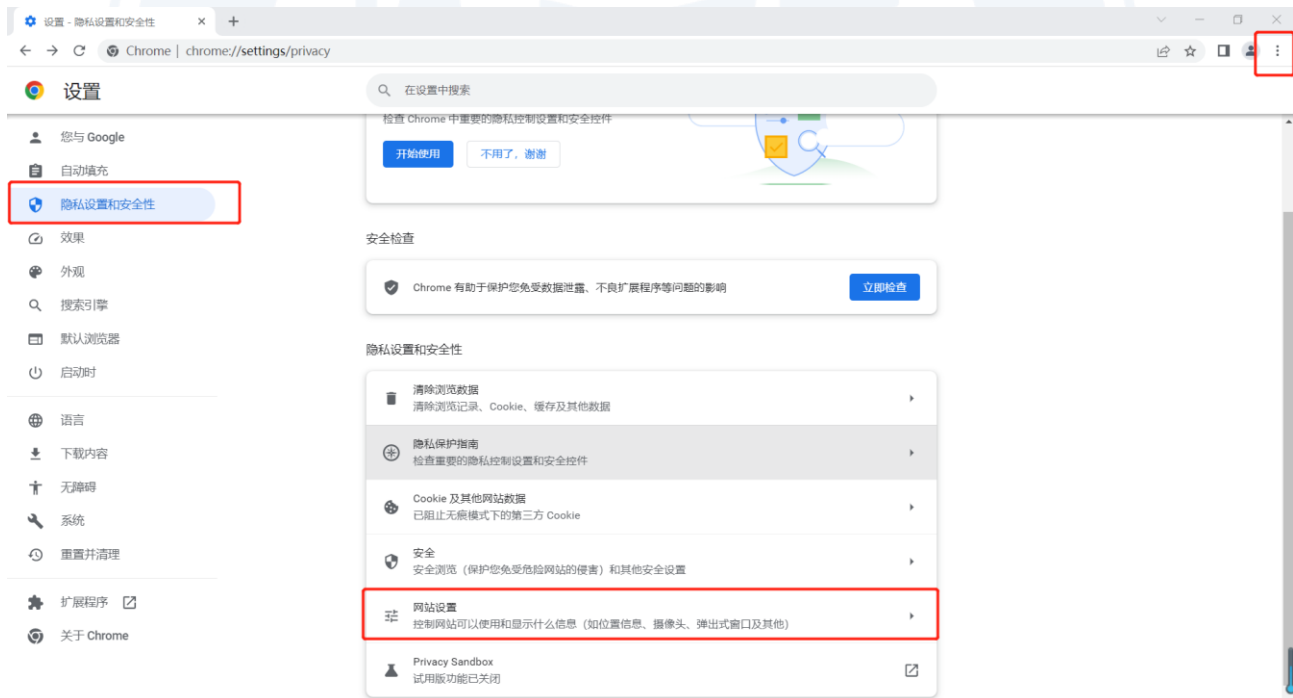 设置 - 隐私设置和安全性
Chrome | chrome://settings/privacy
设置
在设置中搜索
您与 Google
自动填充
隐私设置和安全性
效果
外观
搜索引擎
默认浏览器
启动时
语言
下载内容
无障碍
系统
重置并清理
扩展程序
关于 Chrome
检查 Chrome 中重要的隐私控制设置和安全控件
开始使用 不用了，谢谢
安全检查
Chrome 有助于保护您免受数据泄露、不良扩展程序等问题的影响 立即检查
隐私设置和安全性
清除浏览数据
清除浏览记录、Cookie、缓存及其他数据
隐私保护指南
检查重要的隐私控制设置和安全控件
Cookie 及其他网站数据
已阻止无痕模式下的第三方 Cookie
安全
安全浏览（保护您免受危险网站的侵害）和其他安全设置
网站设置
控制网站可以使用和显示什么信息（如位置信息、摄像头、弹出式窗口及其他）
Privacy Sandbox
试用版功能已关闭